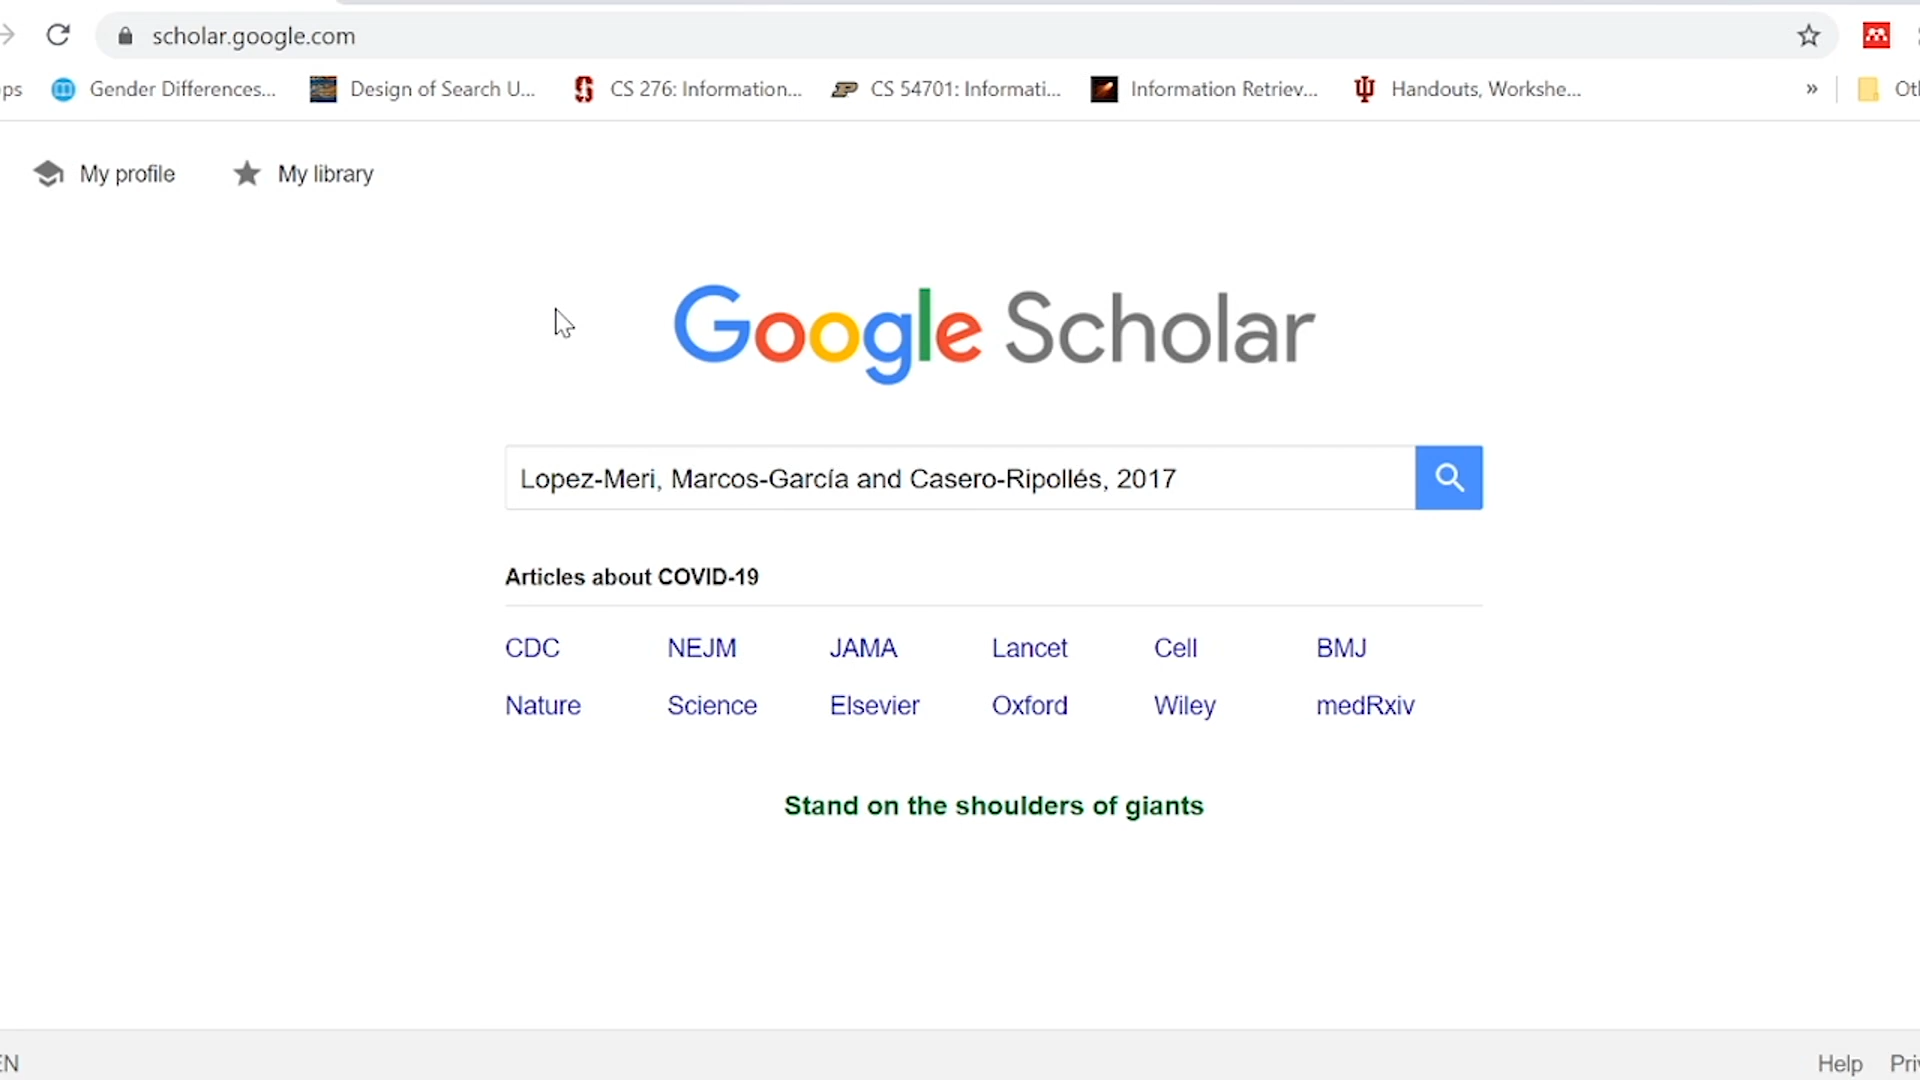 scholar.google.com
ps Gender Differences... Design of Search U... CS 276: Information... CS 54701: Informati... Information Retriev... Handouts, Workshe... » Oth
My profile My library
Google Scholar
Lopez-Meri, Marcos-García and Casero-Ripollés, 2017
Articles about COVID-19
CDC NEJM JAMA Lancet Cell BMJ
Nature Science Elsevier Oxford Wiley medRxiv
Stand on the shoulders of giants
EN Help Pri